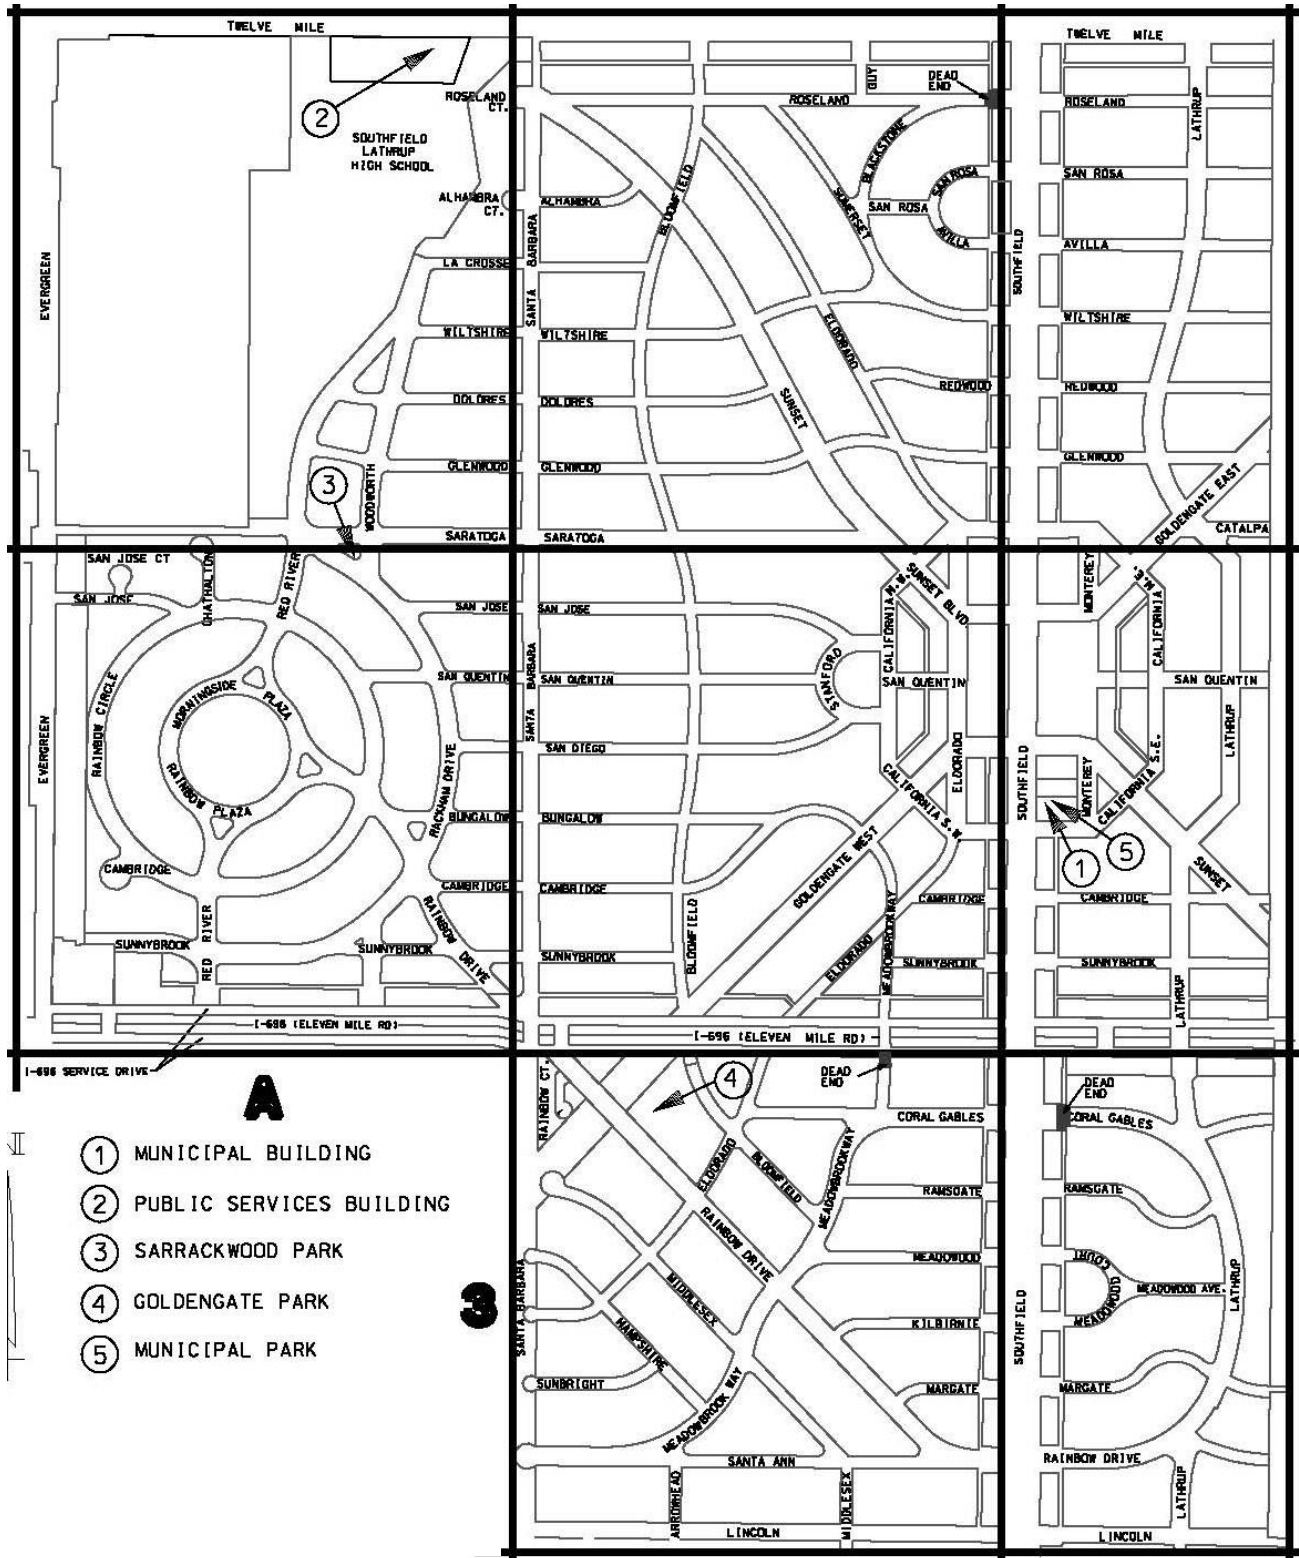 TWELVE MILE
TWELVE MILE
GUY
DEAD
END
ROSELAND
CT.
ROSELAND
ROSELAND
LATHRUP
2
SOUTHFIELD
LATHRUP
HIGH SCHOOL
BLACKSTONE
SAN ROSA
SAN ROSA
SAN ROSA
ALHAMBRA
CT.
ALHAMBRA
BLOOMFIELD
SOMERSET
AVILLA
AVILLA
SANTA BARBARA
LA CROSSE
EVERGREEN
SOUTHFIELD
WILTSHIRE
WILTSHIRE
WILTSHIRE
ELDORADO
REDWOOD
REDWOOD
DOLORES
DOLORES
SUNSET
GLENWOOD
GLENWOOD
GLENWOOD
3
WOODWORTH
GOLDENGATE EAST
SARATOGA
SARATOGA
CATALPA
SAN JOSE CT
CHATHALTON
RED RIVER
SUNSET BLVD.
MONTEREY
N.E.
CALIFORNIA
CALIFORNIA N.W.
SAN JOSE
SAN JOSE
SAN JOSE
SANTA BARBARA
STANFORD
SAN QUENTIN
SAN QUENTIN
SAN QUENTIN
SAN QUENTIN
RAINBOW CIRCLE
MORNINGSIDE PLAZA
EVERGREEN
SAN DIEGO
ELDORADO
SOUTHFIELD
LATHRUP
RAINBOW PLAZA
RACKHAM DRIVE
MONTEREY
CALIFORNIA S.E.
CALIFORNIA S.W.
BUNGALOW
BUNGALOW
GOLDENGATE WEST
1
5
CAMBRIDGE
CAMBRIDGE
CAMBRIDGE
CAMBRIDGE
CAMBRIDGE
SUNSET
RED RIVER
RAINBOW DRIVE
BLOOMFIELD
MEADOWBROOKWAY
ELDORADO
SUNNYBROOK
SUNNYBROOK
SUNNYBROOK
SUNNYBROOK
SUNNYBROOK
LATHRUP
I-696 (ELEVEN MILE RD)
I-696 (ELEVEN MILE RD)
I-696 SERVICE DRIVE
A
RAINBOW CT.
4
DEAD
END
DEAD
END
CORAL GABLES
CORAL GABLES
ELDORADO
BLOOMFIELD
MEADOWBROOKWAY
RAMSGATE
RAMSGATE
RAINBOW DRIVE
MEADOWOOD
MEADOWOOD COURT
MEADOWOOD AVE.
LATHRUP
SANTA BARBARA
MIDDLESEX
3
HAMPSHIRE
KILBIRNIE
SOUTHFIELD
SUNBRIGHT
MARGATE
MARGATE
MEADOWBROOK WAY
SANTA ANN
RAINBOW DRIVE
ARROWHEAD
MIDDLESEX
LATHRUP
LINCOLN
LINCOLN
1 MUNICIPAL BUILDING
2 PUBLIC SERVICES BUILDING
3 SARRACKWOOD PARK
4 GOLDENGATE PARK
5 MUNICIPAL PARK